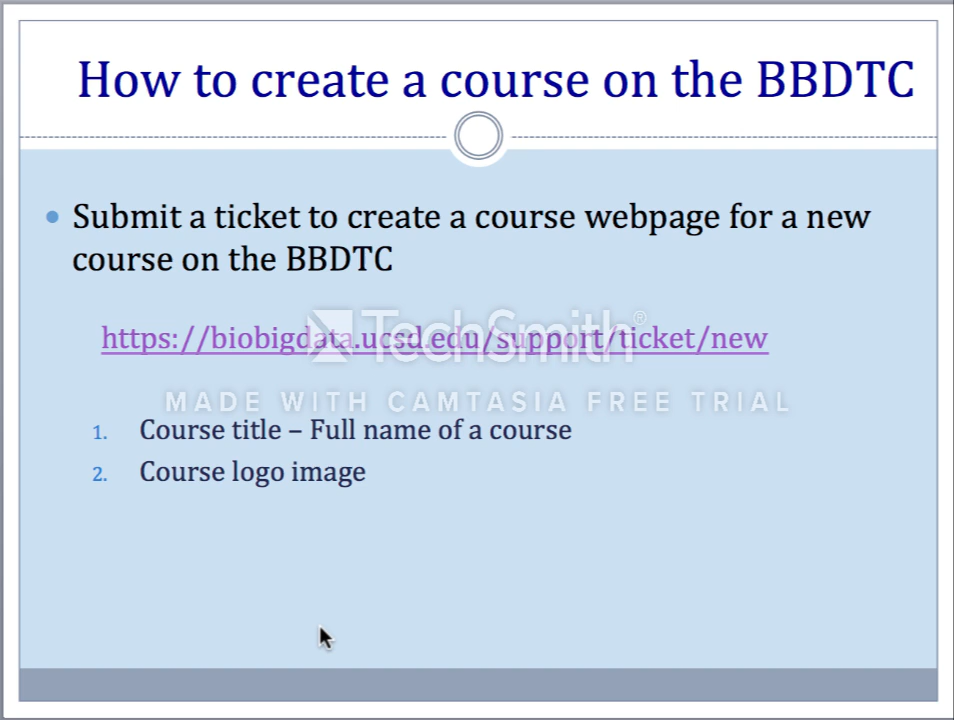 How to create a course on the BBDTC
• Submit a ticket to create a course webpage for a new
course on the BBDTC
https://biobigdata.ucsd.edu/support/ticket/new
TechSmith®
MADE WITH CAMTASIA FREE TRIAL
1. Course title – Full name of a course
2. Course logo image